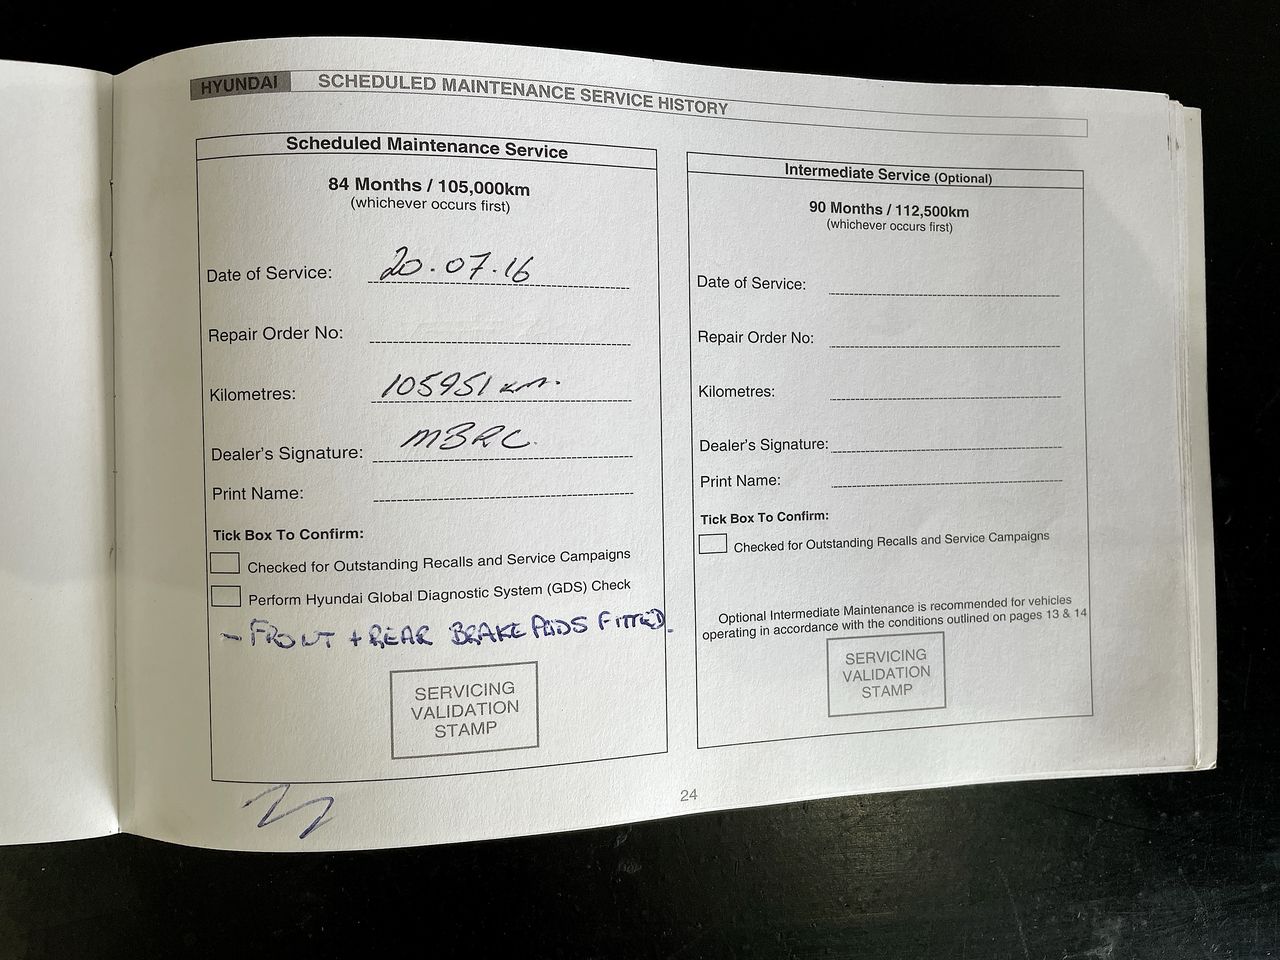 HYUNDAI SCHEDULED MAINTENANCE SERVICE HISTORY
Scheduled Maintenance Service
84 Months / 105,000km
(whichever occurs first)
Date of Service: 20.07.16
Repair Order No:
Kilometres: 105951 km.
Dealer's Signature: MBRC.
Print Name:
Tick Box To Confirm:
Checked for Outstanding Recalls and Service Campaigns
Perform Hyundai Global Diagnostic System (GDS) Check
- FRONT + REAR BRAKE PADS FITTED.
SERVICING
VALIDATION
STAMP
Intermediate Service (Optional)
90 Months / 112,500km
(whichever occurs first)
Date of Service:
Repair Order No:
Kilometres:
Dealer's Signature:
Print Name:
Tick Box To Confirm:
Checked for Outstanding Recalls and Service Campaigns
Optional Intermediate Maintenance is recommended for vehicles
operating in accordance with the conditions outlined on pages 13 & 14
SERVICING
VALIDATION
STAMP
24